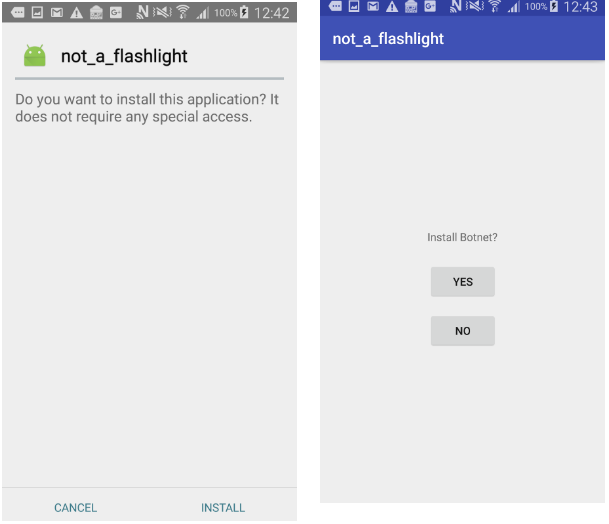 100% 12:42
not_a_flashlight
Do you want to install this application? It
does not require any special access.
CANCEL INSTALL
100% 12:43
not_a_flashlight
Install Botnet?
YES
NO